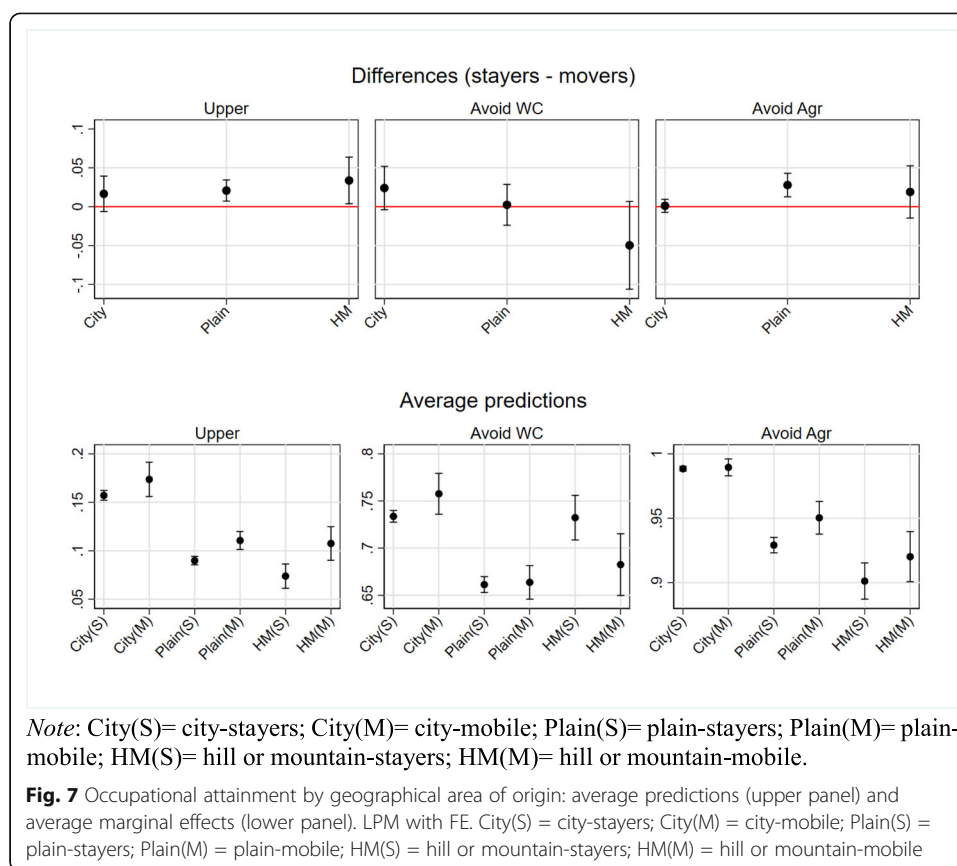 Differences (stayers - movers)
Upper
Avoid WC
Avoid Agr
.1
.05
0
-.05
-.1
City
Plain
HM
City
Plain
HM
City
Plain
HM
Average predictions
Upper
Avoid WC
Avoid Agr
.2
.15
.1
.05
.8
.75
.7
.65
1
.95
.9
City(S)
City(M)
Plain(S)
Plain(M)
HM(S)
HM(M)
City(S)
City(M)
Plain(S)
Plain(M)
HM(S)
HM(M)
City(S)
City(M)
Plain(S)
Plain(M)
HM(S)
HM(M)
Note: City(S)= city-stayers; City(M)= city-mobile; Plain(S)= plain-stayers; Plain(M)= plain-
mobile; HM(S)= hill or mountain-stayers; HM(M)= hill or mountain-mobile.
Fig. 7 Occupational attainment by geographical area of origin: average predictions (upper panel) and
average marginal effects (lower panel). LPM with FE. City(S) = city-stayers; City(M) = city-mobile; Plain(S) =
plain-stayers; Plain(M) = plain-mobile; HM(S) = hill or mountain-stayers; HM(M) = hill or mountain-mobile